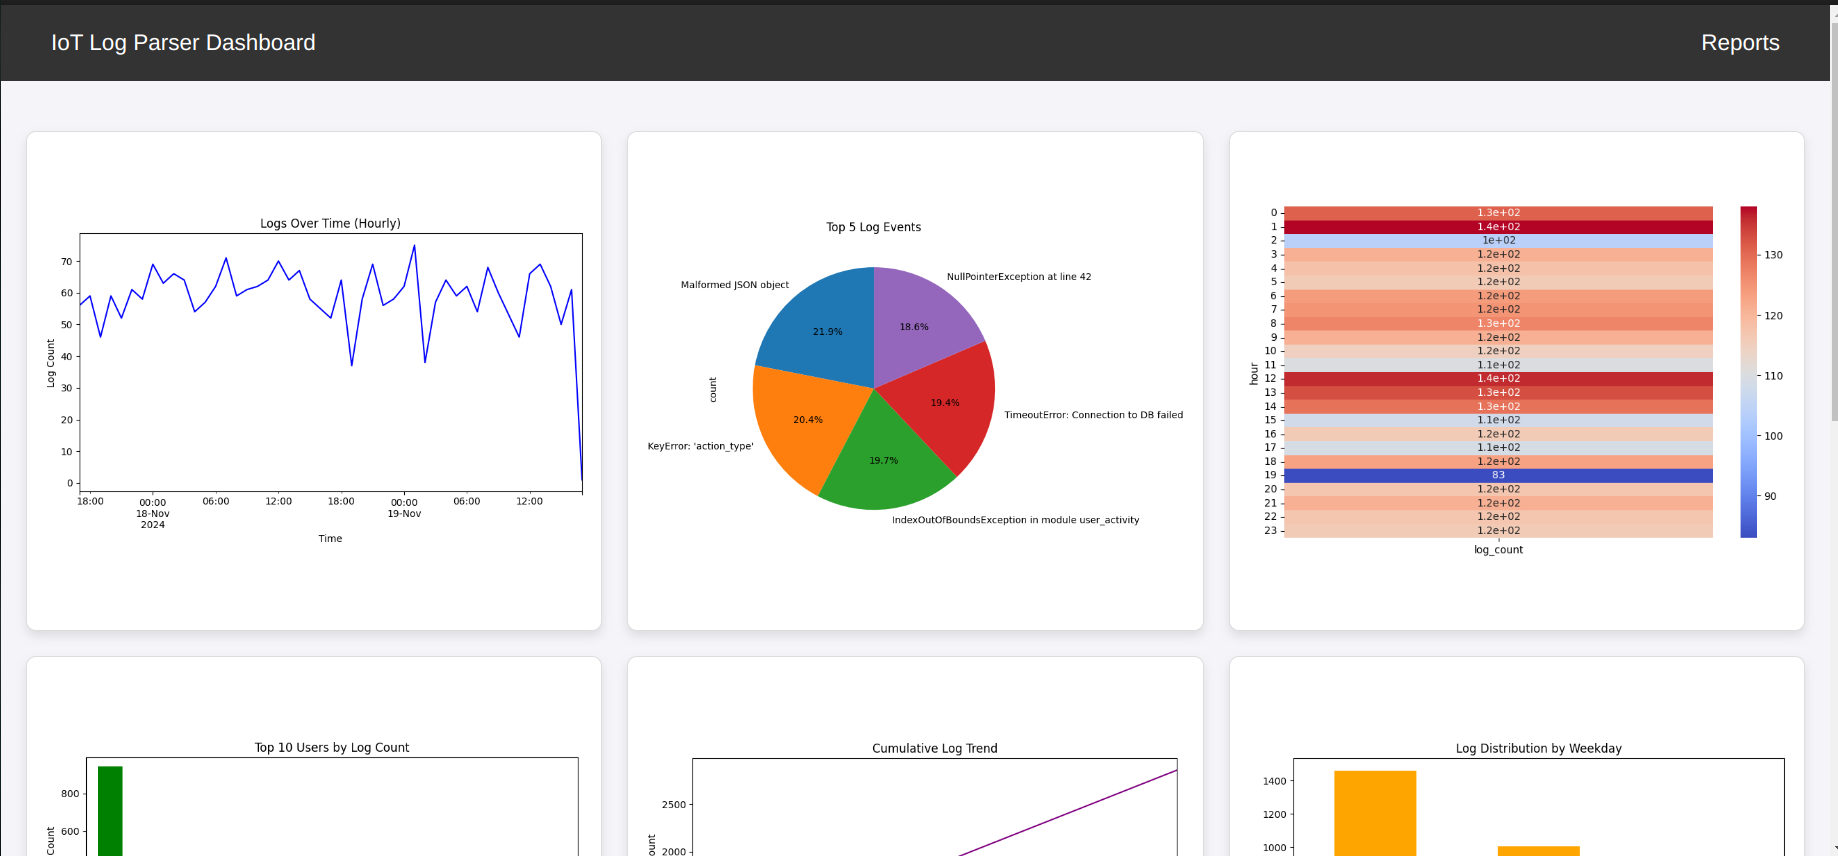 IoT Log Parser Dashboard
Reports
Logs Over Time (Hourly)
Log Count
70
60
50
40
30
20
10
0
18:00
00:00
18-Nov
2024
06:00
12:00
18:00
00:00
19-Nov
06:00
12:00
Time
Top 5 Log Events
count
Malformed JSON object
21.9%
KeyError: 'action_type'
20.4%
IndexOutOfBoundsException in module user_activity
19.7%
TimeoutError: Connection to DB failed
19.4%
NullPointerException at line 42
18.6%
hour
0 1.3e+02
1 1.4e+02
2 1e+02
3 1.2e+02
4 1.2e+02
5 1.2e+02
6 1.2e+02
7 1.2e+02
8 1.3e+02
9 1.2e+02
10 1.2e+02
11 1.1e+02
12 1.4e+02
13 1.3e+02
14 1.3e+02
15 1.1e+02
16 1.2e+02
17 1.1e+02
18 1.2e+02
19 83
20 1.2e+02
21 1.2e+02
22 1.2e+02
23 1.2e+02
log_count
130
120
110
100
90
Top 10 Users by Log Count
800
600
Count
Cumulative Log Trend
2500
2000
Log Distribution by Weekday
1400
1200
1000